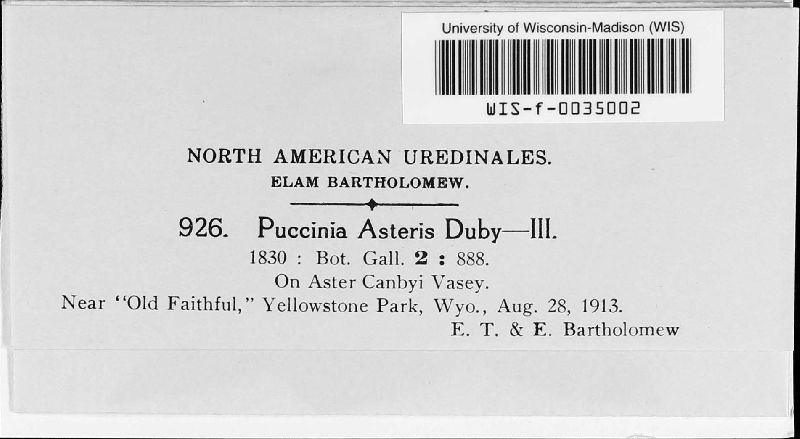 University of Wisconsin-Madison (WIS)
WIS-f-0035002
NORTH AMERICAN UREDINALES.
ELAM BARTHOLOMEW.
926. Puccinia Asteris Duby—III.
1830 : Bot. Gall. 2 : 888.
On Aster Canbyi Vasey.
Near "Old Faithful," Yellowstone Park, Wyo., Aug. 28, 1913.
E. T. & E. Bartholomew